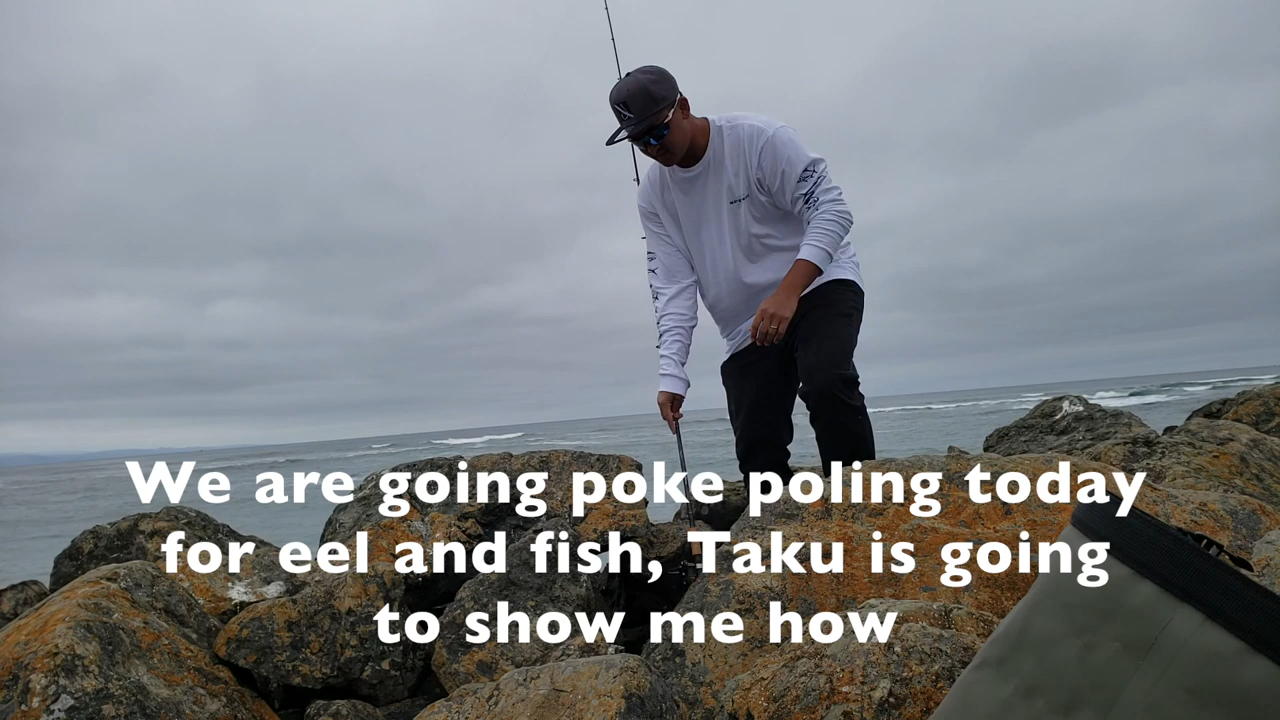 We are going poke poling today
for eel and fish, Taku is going
to show me how